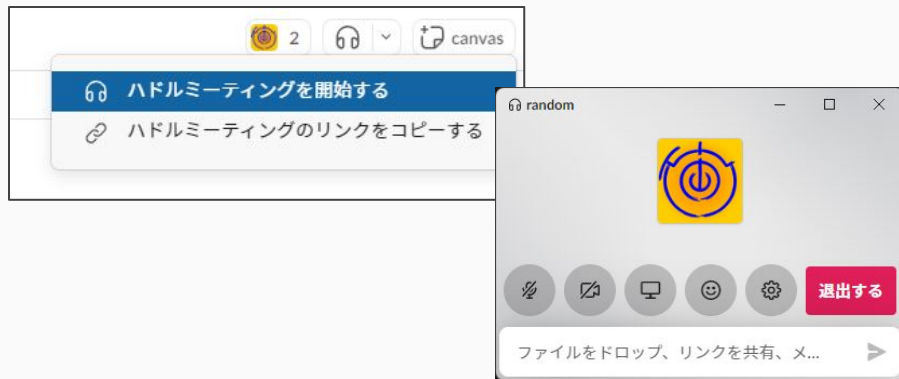 2
canvas
ハドルミーティングを開始する
ハドルミーティングのリンクをコピーする
random
退出する
ファイルをドロップ、リンクを共有、メ...